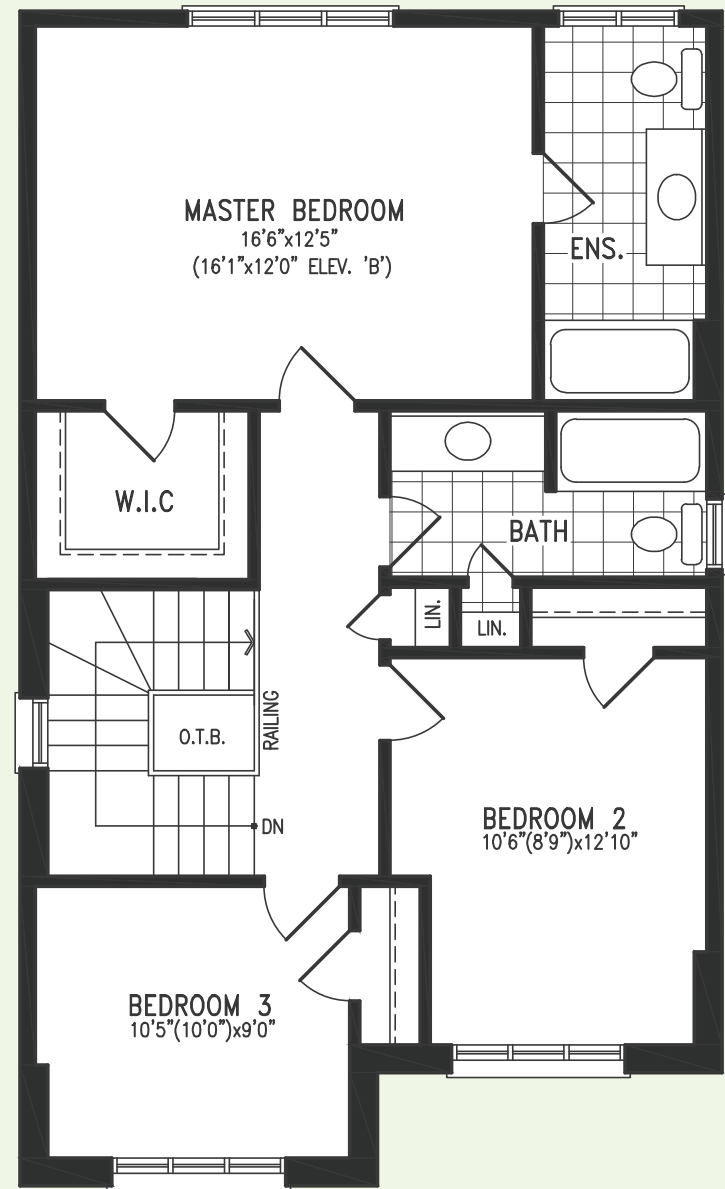 MASTER BEDROOM
16'6"x12'5"
(16'1"x12'0" ELEV. 'B')
ENS.
W.I.C
BATH
LIN.
LIN.
RAILING
O.T.B.
DN
BEDROOM 2
10'6"(8'9")x12'10"
BEDROOM 3
10'5"(10'0")x9'0"